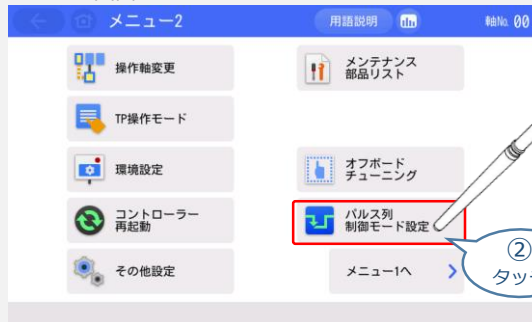 メニュー2
用語説明
軸No. 00
操作軸変更
メンテナンス
部品リスト
TP操作モード
環境設定
オフボード
チューニング
コントローラー
再起動
パルス列
制御モード設定
その他設定
メニュー1へ
②
タッ